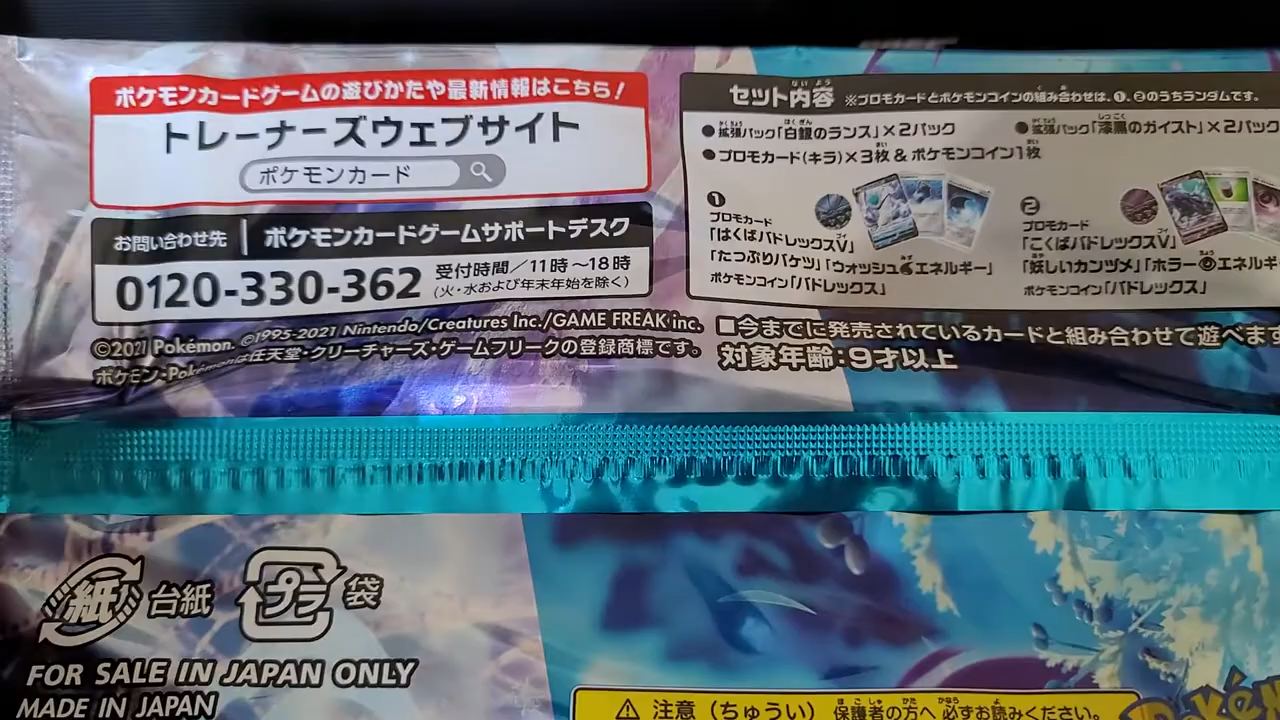 ポケモンカードゲームの遊びかたや最新情報はこちら！
トレーナーズウェブサイト
ポケモンカード
お問い合わせ先 ポケモンカードゲームサポートデスク
0120-330-362 受付時間／11時～18時
(火・水および年末年始を除く)
©2021 Pokémon. ©1995-2021 Nintendo/Creatures Inc./GAME FREAK inc.
ポケモン・Pokémonは任天堂・クリーチャーズ・ゲームフリークの登録商標です。
セット内容 ※プロモカードとポケモンコインの組み合わせは、❶、❷のうちランダムです。
●拡張パック「白銀のランス」×2パック ●拡張パック「漆黒のガイスト」×2パック
●プロモカード(キラ)×3枚 & ポケモンコイン1枚
❶
プロモカード
「はくばバドレックスV」
「たっぷりバケツ」「ウォッシュ エネルギー」
ポケモンコイン「バドレックス」
❷
プロモカード
「こくばバドレックスV」
「妖しいカンヅメ」「ホラー エネルギ
ポケモンコイン「バドレックス」
■今までに発売されているカードと組み合わせて遊べます
対象年齢：9才以上
紙 台紙 プラ 袋
FOR SALE IN JAPAN ONLY
MADE IN JAPAN
⚠ 注意（ちゅうい） 保護者の方へ 必ずお読みください。
Pokém